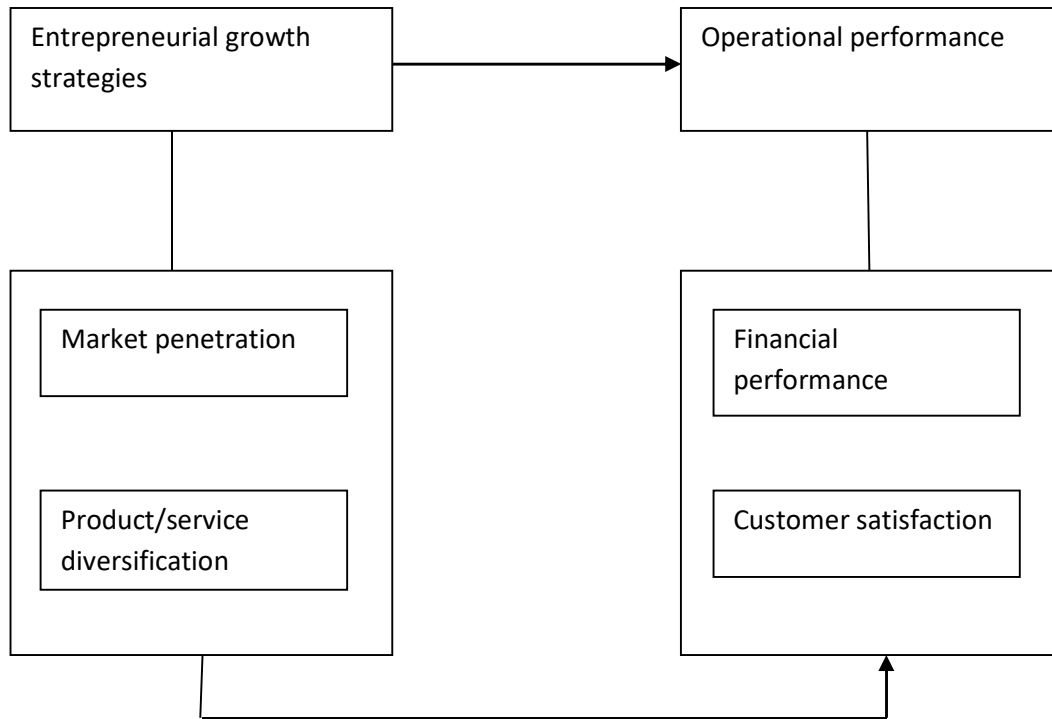 Entrepreneurial growth
strategies
Operational performance
Market penetration
Product/service
diversification
Financial
performance
Customer satisfaction